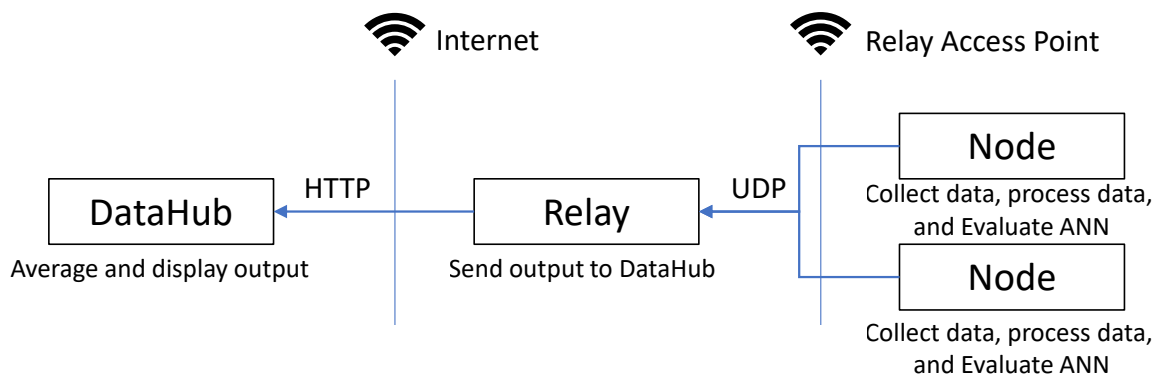 Internet
Relay Access Point
Node
Collect data, process data,
and Evaluate ANN
HTTP
UDP
DataHub
Relay
Average and display output
Send output to DataHub
Node
Collect data, process data,
and Evaluate ANN